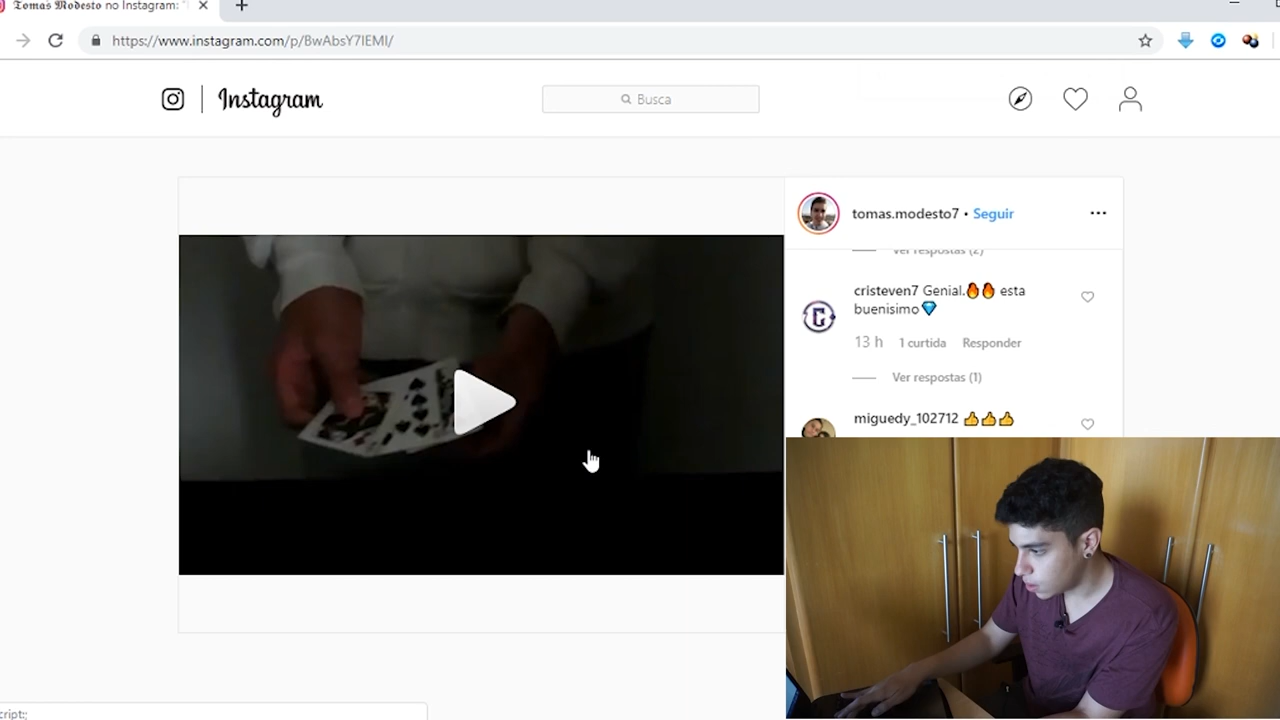 𝕿𝖔𝖒𝖆𝖘 𝕸𝖔𝖉𝖊𝖘𝖙𝖔 no Instagram: "
https://www.instagram.com/p/BwAbsY7IEMI/
Instagram
Busca
tomas.modesto7 • Seguir
Ver respostas (2)
cristeven7 Genial.🔥🔥 esta
buenisimo💎
13 h 1 curtida Responder
Ver respostas (1)
miguedy_102712 👍👍👍
cript:;